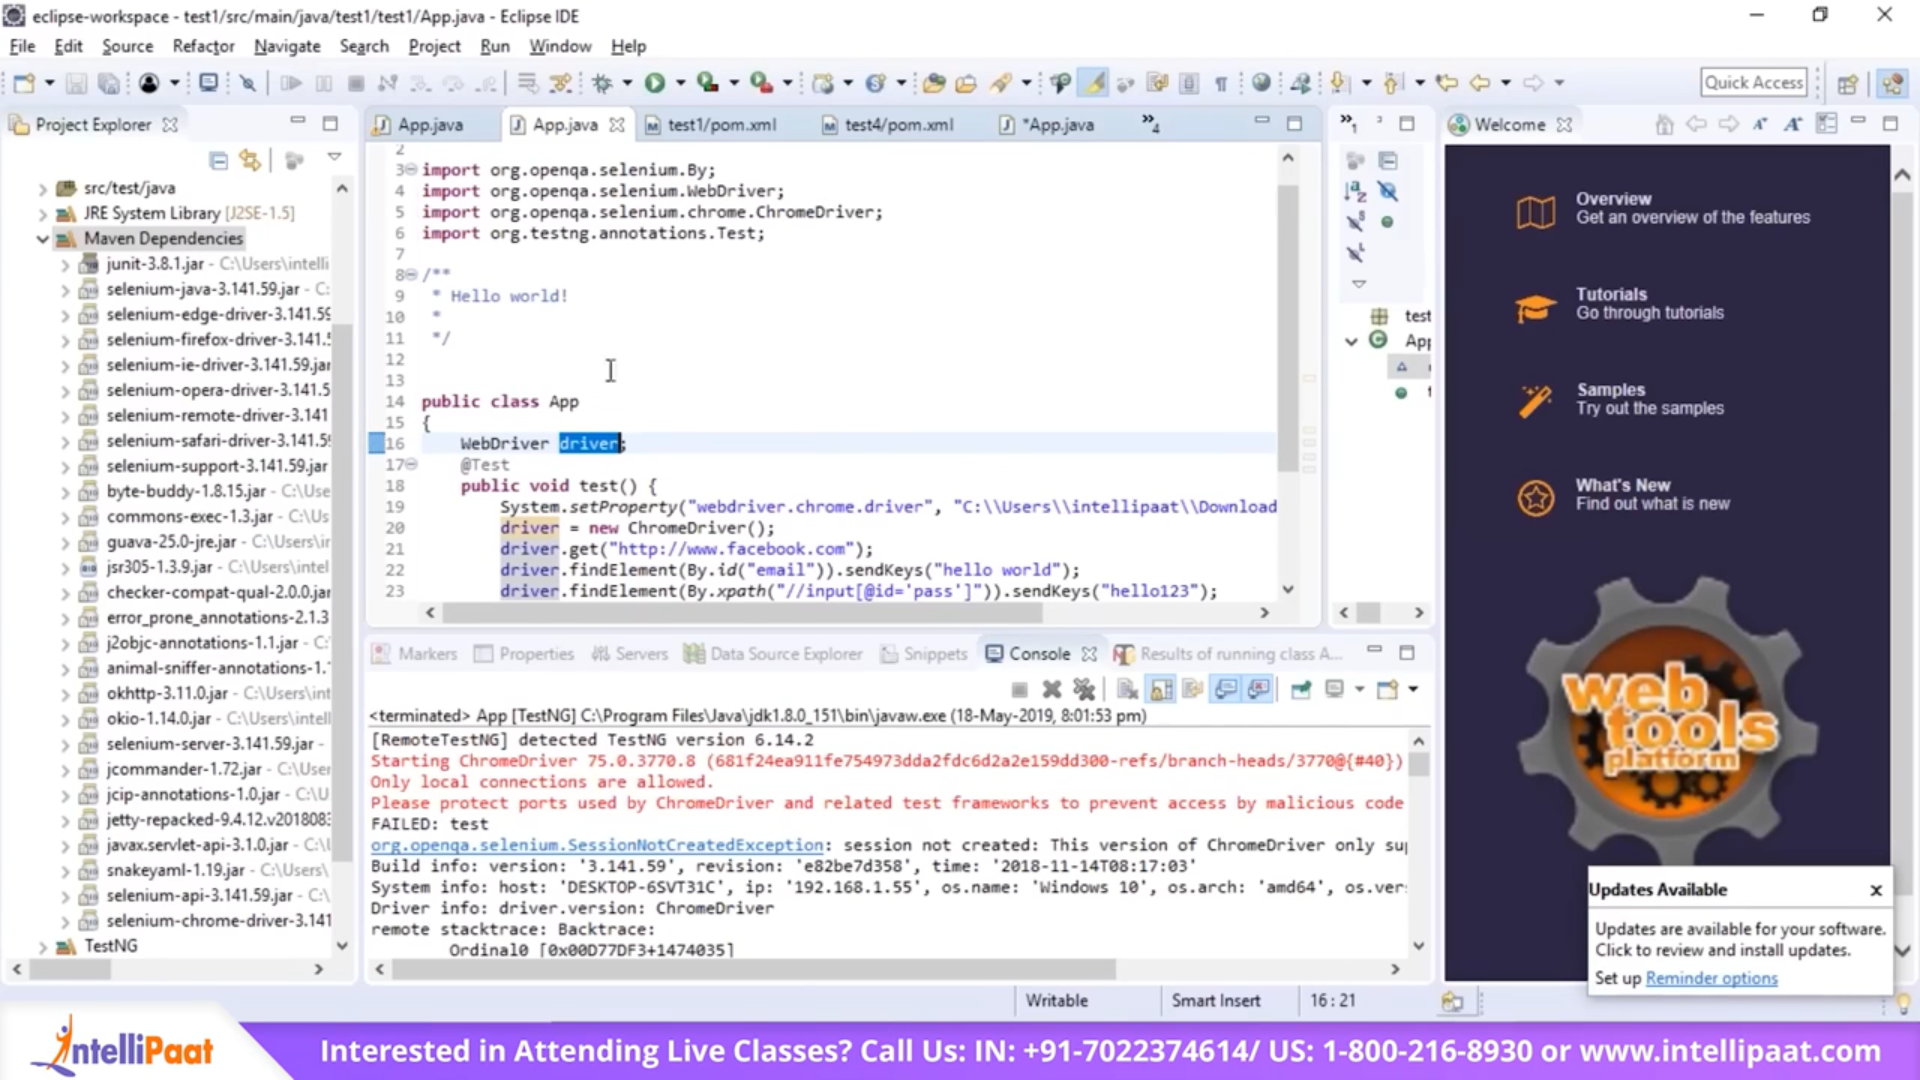 eclipse-workspace - test1/src/main/java/test1/test1/App.java - Eclipse IDE
File Edit Source Refactor Navigate Search Project Run Window Help
Quick Access
Project Explorer
src/test/java
JRE System Library [J2SE-1.5]
Maven Dependencies
junit-3.8.1.jar - C:\Users\intelli
selenium-java-3.141.59.jar - C:
selenium-edge-driver-3.141.59
selenium-firefox-driver-3.141.5
selenium-ie-driver-3.141.59.jar
selenium-opera-driver-3.141.5
selenium-remote-driver-3.141
selenium-safari-driver-3.141.59
selenium-support-3.141.59.jar
byte-buddy-1.8.15.jar - C:\Use
commons-exec-1.3.jar - C:\Us
guava-25.0-jre.jar - C:\Users\ir
jsr305-1.3.9.jar - C:\Users\intel
checker-compat-qual-2.0.0.jar
error_prone_annotations-2.1.3
j2objc-annotations-1.1.jar - C:\
animal-sniffer-annotations-1.
okhttp-3.11.0.jar - C:\Users\int
okio-1.14.0.jar - C:\Users\intell
selenium-server-3.141.59.jar -
jcommander-1.72.jar - C:\User
jcip-annotations-1.0.jar - C:\U
jetty-repacked-9.4.12.v2018083
javax.servlet-api-3.1.0.jar - C:\
snakeyaml-1.19.jar - C:\Users\
selenium-api-3.141.59.jar - C:\
selenium-chrome-driver-3.141
TestNG
App.java App.java test1/pom.xml test4/pom.xml *App.java »4
2
3 import org.openqa.selenium.By;
4 import org.openqa.selenium.WebDriver;
5 import org.openqa.selenium.chrome.ChromeDriver;
6 import org.testng.annotations.Test;
7
8 /**
9 * Hello world!
10 *
11 */
12
13
14 public class App
15 {
16 WebDriver driver;
17 @Test
18 public void test() {
19 System.setProperty("webdriver.chrome.driver", "C:\\Users\\intellipaat\\Download
20 driver = new ChromeDriver();
21 driver.get("http://www.facebook.com");
22 driver.findElement(By.id("email")).sendKeys("hello world");
23 driver.findElement(By.xpath("//input[@id='pass']")).sendKeys("hello123");
»1
test
App
Markers Properties Servers Data Source Explorer Snippets Console Results of running class A...
<terminated> App [TestNG] C:\Program Files\Java\jdk1.8.0_151\bin\javaw.exe (18-May-2019, 8:01:53 pm)
[RemoteTestNG] detected TestNG version 6.14.2
Starting ChromeDriver 75.0.3770.8 (681f24ea911fe754973dda2fdc6d2a2e159dd300-refs/branch-heads/3770@{#40})
Only local connections are allowed.
Please protect ports used by ChromeDriver and related test frameworks to prevent access by malicious code
FAILED: test
org.openqa.selenium.SessionNotCreatedException: session not created: This version of ChromeDriver only sup
Build info: version: '3.141.59', revision: 'e82be7d358', time: '2018-11-14T08:17:03'
System info: host: 'DESKTOP-6SVT31C', ip: '192.168.1.55', os.name: 'Windows 10', os.arch: 'amd64', os.ver
Driver info: driver.version: ChromeDriver
remote stacktrace: Backtrace:
Ordinal0 [0x00D77DF3+1474035]
Welcome
Overview
Get an overview of the features
Tutorials
Go through tutorials
Samples
Try out the samples
What's New
Find out what is new
web
tools
platform
Updates Available
Updates are available for your software.
Click to review and install updates.
Set up Reminder options
Writable Smart Insert 16 : 21
IntelliPaat
Interested in Attending Live Classes? Call Us: IN: +91-7022374614/ US: 1-800-216-8930 or www.intellipaat.com